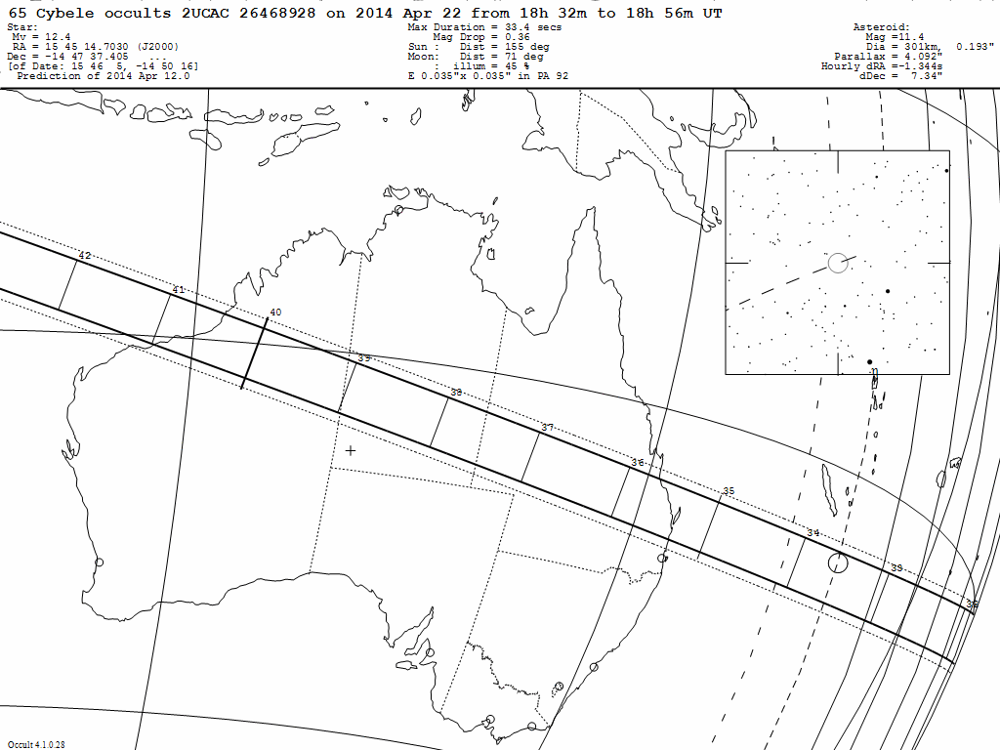 65 Cybele occults 2UCAC 26468928 on 2014 Apr 22 from 18h 32m to 18h 56m UT
Star:
Mv = 12.4
RA = 15 45 14.7030 (J2000)
Dec = -14 47 37.405 ...
[of Date: 15 46 5, -14 50 16]
Prediction of 2014 Apr 12.0
Max Duration = 33.4 secs
Mag Drop = 0.36
Sun : Dist = 155 deg
Moon: Dist = 71 deg
: illum = 45 %
E 0.035"x 0.035" in PA 92
Asteroid:
Mag =11.4
Dia = 301km, 0.193"
Parallax = 4.092"
Hourly dRA =-1.344s
dDec = 7.34"
42
41
40
39
38
37
36
35
34
33
32
Occult 4.1.0.28